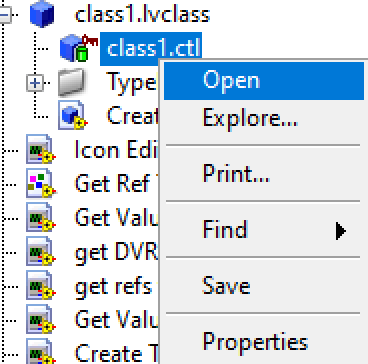 class1.lvclass
class1.ctl
Type
Open
Creat
Explore...
Icon Edi
Print...
Get Ref
Get Valu
Find
get DVR
get refs
Save
Get Valu
Properties
Create T